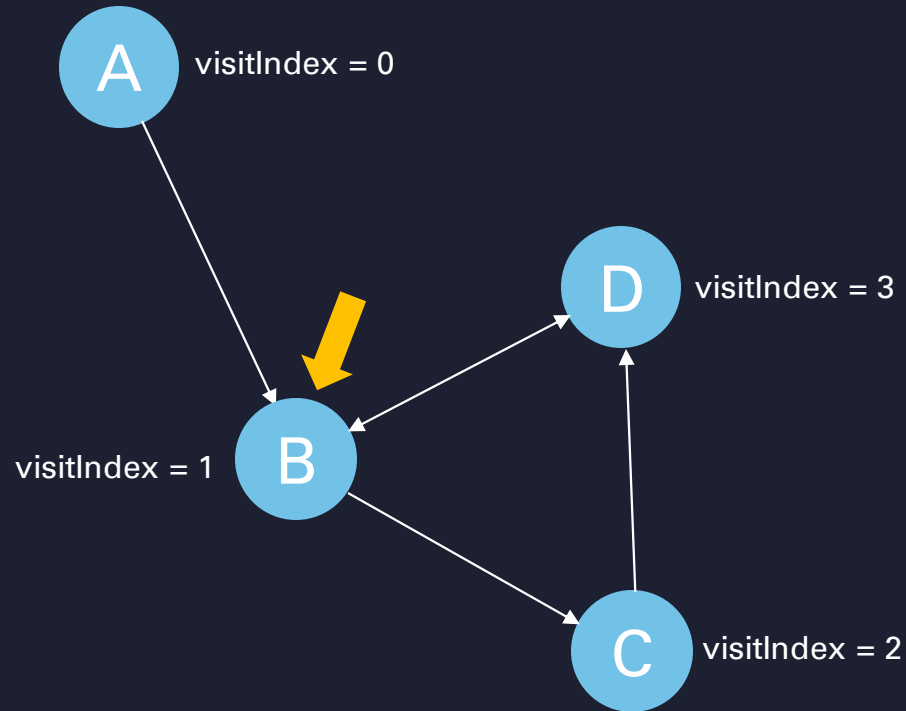 A
visitIndex = 0
D
visitIndex = 3
B
visitIndex = 1
C
visitIndex = 2